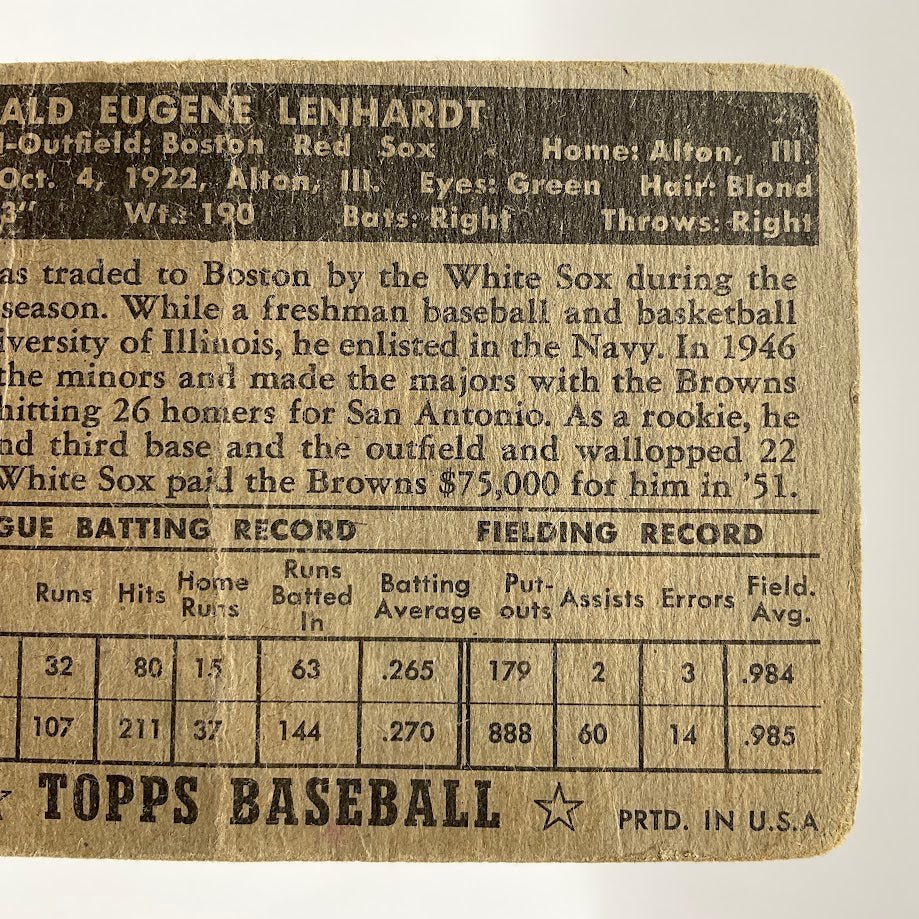 ALD EUGENE LENHARDT
-Outfield: Boston Red Sox Home: Alton, Ill.
Oct. 4, 1922, Alton, Ill. Eyes: Green Hair: Blond
3" Wt.: 190 Bats: Right Throws: Right
as traded to Boston by the White Sox during the
season. While a freshman baseball and basketball
iversity of Illinois, he enlisted in the Navy. In 1946
the minors and made the majors with the Browns
hitting 26 homers for San Antonio. As a rookie, he
nd third base and the outfield and wallopped 22
White Sox paid the Browns $75,000 for him in '51.
GUE BATTING RECORD FIELDING RECORD
Runs Hits Home Runs Runs Batted In Batting Average Put-outs Assists Errors Field. Avg.
32 80 15 63 .265 179 2 3 .984
107 211 37 144 .270 888 60 14 .985
TOPPS BASEBALL PRTD. IN U.S.A